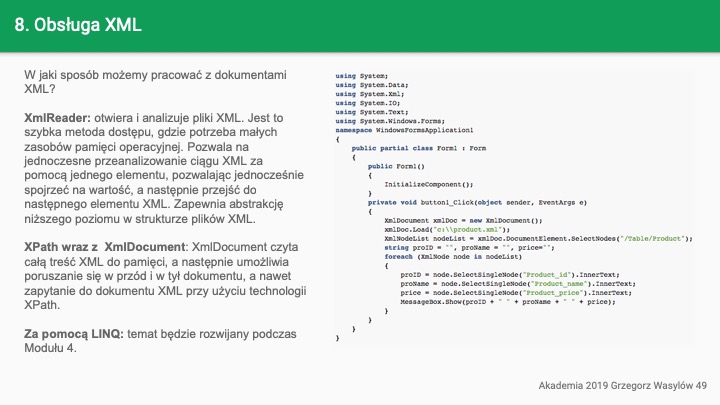 8. Obsługa XML
W jaki sposób możemy pracować z dokumentami
XML?
XmlReader: otwiera i analizuje pliki XML. Jest to
szybka metoda dostępu, gdzie potrzeba małych
zasobów pamięci operacyjnej. Pozwala na
jednoczesne przeanalizowanie ciągu XML za
pomocą jednego elementu, pozwalając jednocześnie
spojrzeć na wartość, a następnie przejść do
następnego elementu XML. Zapewnia abstrakcję
niższego poziomu w strukturze plików XML.
XPath wraz z  XmlDocument: XmlDocument czyta
całą treść XML do pamięci, a następnie umożliwia
poruszanie się w przód i w tył dokumentu, a nawet
zapytanie do dokumentu XML przy użyciu technologii
XPath.
Za pomocą LINQ: temat będzie rozwijany podczas
Modułu 4.
using System;
using System.Data;
using System.Xml;
using System.IO;
using System.Text;
using System.Windows.Forms;
namespace WindowsFormsApplication1
{
    public partial class Form1 : Form
    {
        public Form1()
        {
            InitializeComponent();
        }
        private void button1_Click(object sender, EventArgs e)
        {
            XmlDocument xmlDoc = new XmlDocument();
            xmlDoc.Load("c:\\product.xml");
            XmlNodeList nodeList = xmlDoc.DocumentElement.SelectNodes("/Table/Product");
            string proID = "", proName = "", price="";
            foreach (XmlNode node in nodeList)
            {
                proID = node.SelectSingleNode("Product_id").InnerText;
                proName = node.SelectSingleNode("Product_name").InnerText;
                price = node.SelectSingleNode("Product_price").InnerText;
                MessageBox.Show(proID + " " + proName + " " + price);
            }
        }
    }
}
Akademia 2019 Grzegorz Wasylów 49